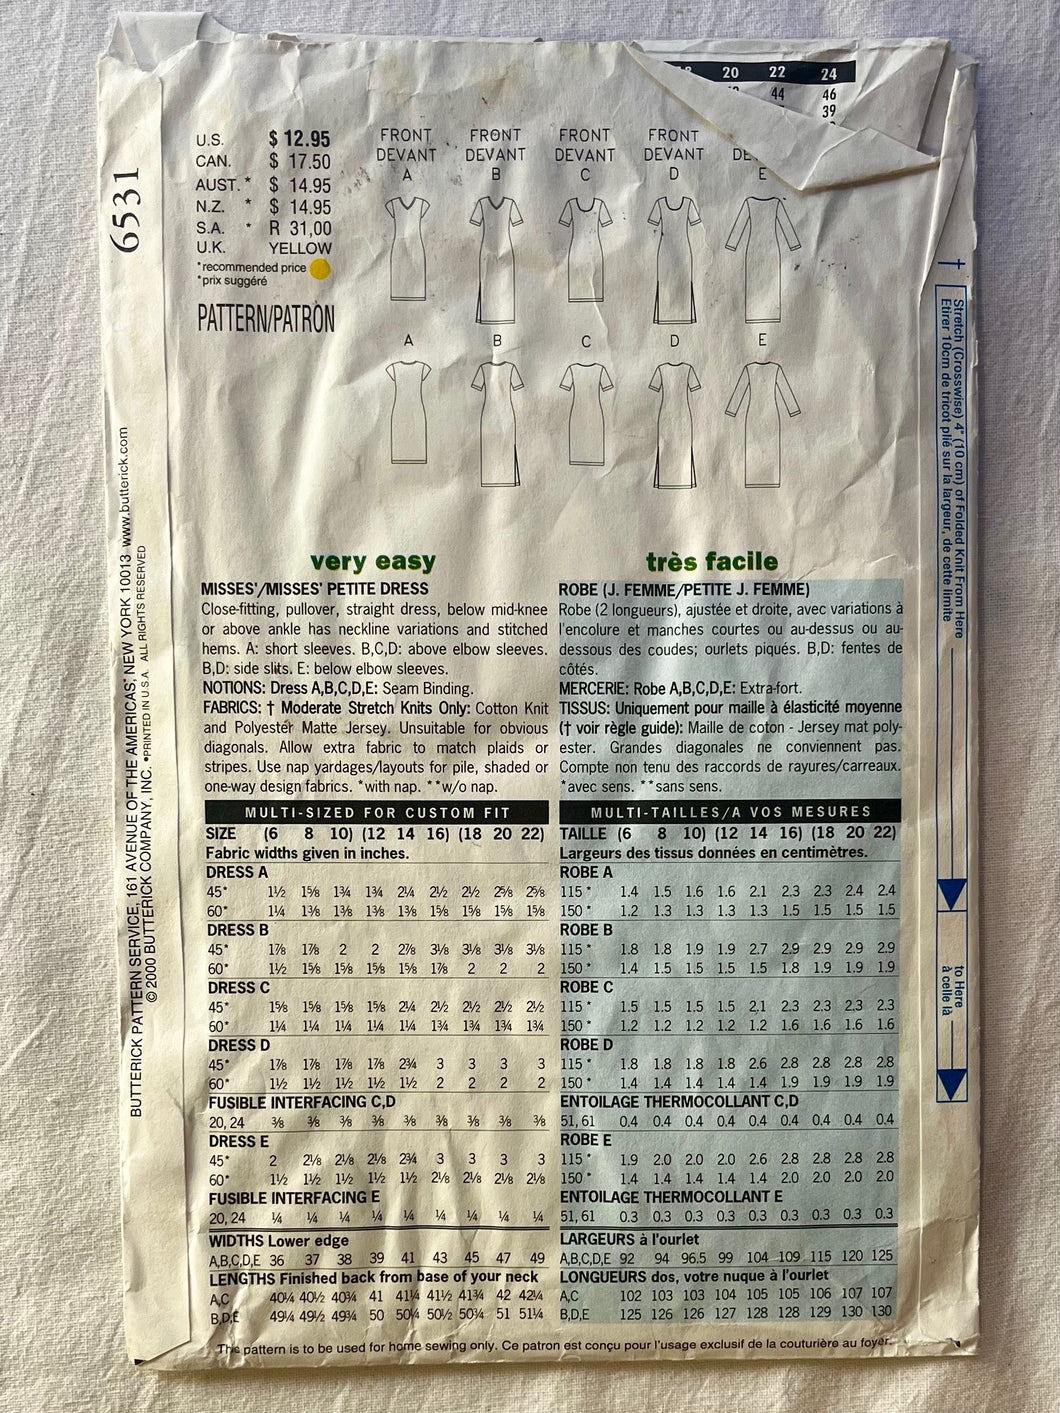 20 22 24
44 46
39
6531
U.S. $ 12.95
CAN. $ 17.50
AUST. * $ 14.95
N.Z. * $ 14.95
S.A. * R 31,00
U.K. YELLOW
*recommended price
*prix suggéré
PATTERN/PATRON
FRONT FRONT FRONT FRONT
DEVANT DEVANT DEVANT DEVANT DE
A B C D E
A B C D E
BUTTERICK PATTERN SERVICE, 161 AVENUE OF THE AMERICAS, NEW YORK 10013 www.butterick.com
©2000 BUTTERICK COMPANY, INC. •PRINTED IN U.S.A. ALL RIGHTS RESERVED
† Stretch (Crosswise) 4" (10 cm) of Folded Knit From Here
Etirer 10cm de tricot plié sur la largeur, de cette limite
to Here
à celle là
very easy
MISSES'/MISSES' PETITE DRESS
Close-fitting, pullover, straight dress, below mid-knee
or above ankle has neckline variations and stitched
hems. A: short sleeves. B,C,D: above elbow sleeves.
B,D: side slits. E: below elbow sleeves.
NOTIONS: Dress A,B,C,D,E: Seam Binding.
FABRICS: † Moderate Stretch Knits Only: Cotton Knit
and Polyester Matte Jersey. Unsuitable for obvious
diagonals. Allow extra fabric to match plaids or
stripes. Use nap yardages/layouts for pile, shaded or
one-way design fabrics. *with nap. **w/o nap.
MULTI-SIZED FOR CUSTOM FIT
SIZE (6 8 10) (12 14 16) (18 20 22)
Fabric widths given in inches.
DRESS A
45* 1½ 1⅝ 1¾ 1¾ 2¼ 2½ 2½ 2⅝ 2⅝
60* 1¼ 1⅜ 1⅜ 1⅜ 1⅜ 1⅝ 1⅝ 1⅝ 1⅝
DRESS B
45* 1⅞ 1⅞ 2 2 2⅞ 3⅛ 3⅛ 3⅛ 3⅛
60* 1½ 1⅝ 1⅝ 1⅝ 1⅝ 1⅞ 2 2 2
DRESS C
45* 1⅝ 1⅝ 1⅝ 1⅝ 2¼ 2½ 2½ 2½ 2½
60* 1¼ 1¼ 1¼ 1¼ 1¼ 1¾ 1¾ 1¾ 1¾
DRESS D
45* 1⅞ 1⅞ 1⅞ 1⅞ 2¾ 3 3 3 3
60* 1½ 1½ 1½ 1½ 1½ 2 2 2 2
FUSIBLE INTERFACING C,D
20, 24 ⅜ ⅜ ⅜ ⅜ ⅜ ⅜ ⅜ ⅜ ⅜
DRESS E
45* 2 2⅛ 2⅛ 2⅛ 2¾ 3 3 3 3
60* 1½ 1½ 1½ 1½ 1½ 2⅛ 2⅛ 2⅛ 2⅛
FUSIBLE INTERFACING E
20, 24 ¼ ¼ ¼ ¼ ¼ ¼ ¼ ¼ ¼
WIDTHS Lower edge
A,B,C,D,E 36 37 38 39 41 43 45 47 49
LENGTHS Finished back from base of your neck
A,C 40¼ 40½ 40¾ 41 41¼ 41½ 41¾ 42 42¼
B,D,E 49¼ 49½ 49¾ 50 50¼ 50½ 50¾ 51 51¼
très facile
ROBE (J. FEMME/PETITE J. FEMME)
Robe (2 longueurs), ajustée et droite, avec variations à
l'encolure et manches courtes ou au-dessus ou au-
dessous des coudes; ourlets piqués. B,D: fentes de
côtés.
MERCERIE: Robe A,B,C,D,E: Extra-fort.
TISSUS: Uniquement pour maille à élasticité moyenne
(† voir règle guide): Maille de coton - Jersey mat poly-
ester. Grandes diagonales ne conviennent pas.
Compte non tenu des raccords de rayures/carreaux.
*avec sens. **sans sens.
MULTI-TAILLES/A VOS MESURES
TAILLE (6 8 10) (12 14 16) (18 20 22)
Largeurs des tissus données en centimètres.
ROBE A
115* 1.4 1.5 1.6 1.6 2.1 2.3 2.3 2.4 2.4
150* 1.2 1.3 1.3 1.3 1.3 1.5 1.5 1.5 1.5
ROBE B
115* 1.8 1.8 1.9 1.9 2.7 2.9 2.9 2.9 2.9
150* 1.4 1.5 1.5 1.5 1.5 1.8 1.9 1.9 1.9
ROBE C
115* 1.5 1.5 1.5 1.5 2.1 2.3 2.3 2.3 2.3
150* 1.2 1.2 1.2 1.2 1.2 1.6 1.6 1.6 1.6
ROBE D
115* 1.8 1.8 1.8 1.8 2.6 2.8 2.8 2.8 2.8
150* 1.4 1.4 1.4 1.4 1.4 1.9 1.9 1.9 1.9
ENTOILAGE THERMOCOLLANT C,D
51, 61 0.4 0.4 0.4 0.4 0.4 0.4 0.4 0.4 0.4
ROBE E
115* 1.9 2.0 2.0 2.0 2.6 2.8 2.8 2.8 2.8
150* 1.4 1.4 1.4 1.4 1.4 2.0 2.0 2.0 2.0
ENTOILAGE THERMOCOLLANT E
51, 61 0.3 0.3 0.3 0.3 0.3 0.3 0.3 0.3 0.3
LARGEURS à l'ourlet
A,B,C,D,E 92 94 96.5 99 104 109 115 120 125
LONGUEURS dos, votre nuque à l'ourlet
A,C 102 103 103 104 105 105 106 107 107
B,D,E 125 126 126 127 128 128 129 130 130
This pattern is to be used for home sewing only. Ce patron est conçu pour l'usage exclusif de la couturière au foyer.